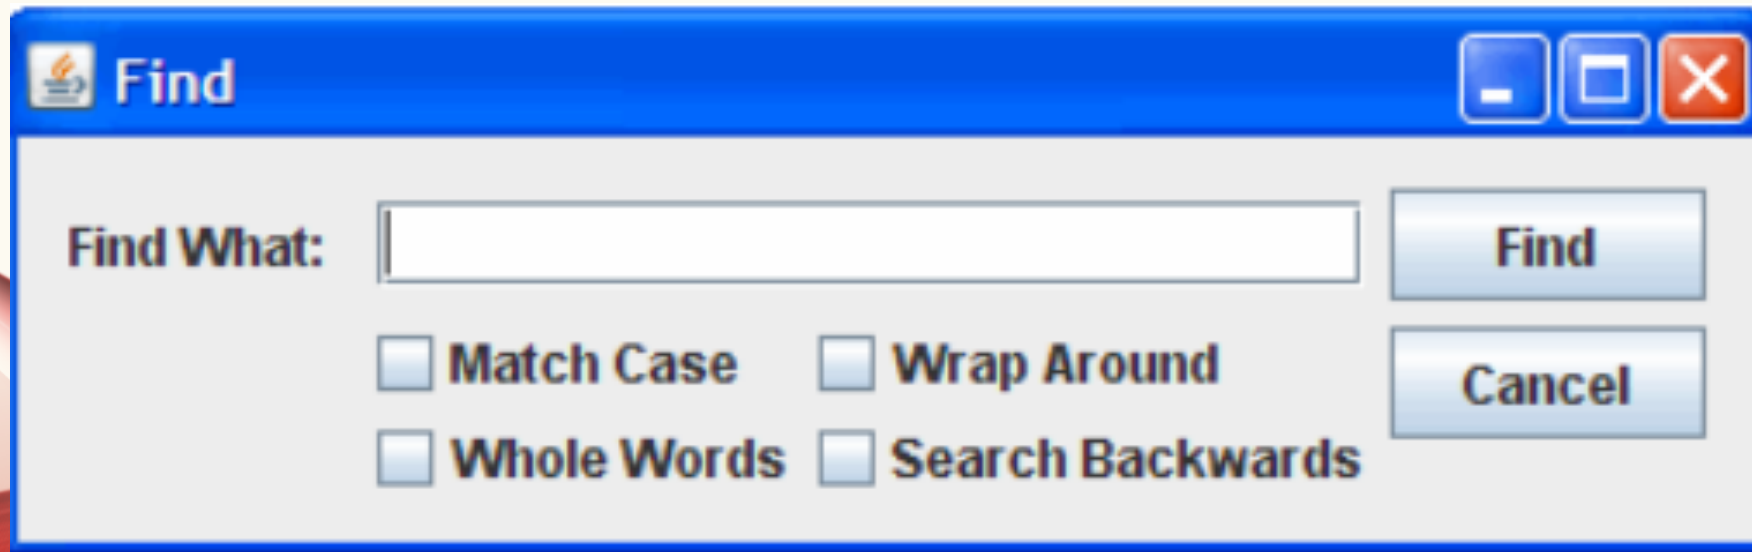 Find
Find What: Find
Match Case Wrap Around Cancel
Whole Words Search Backwards